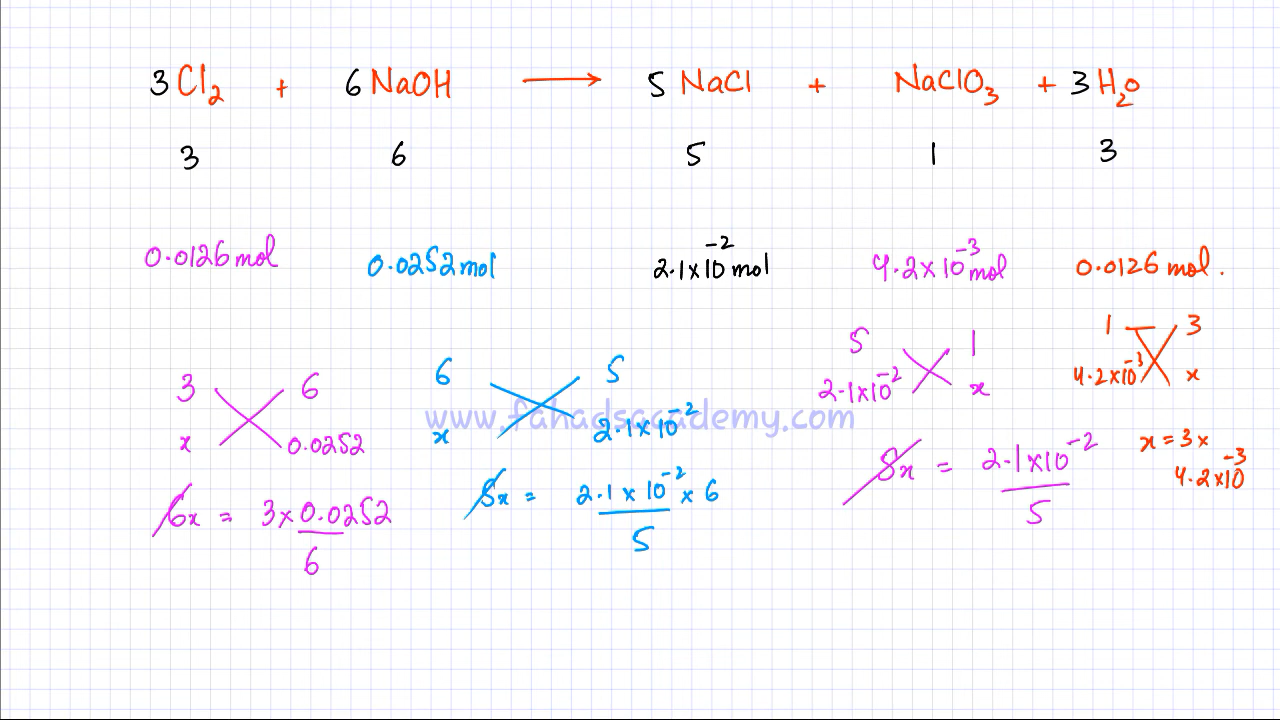 3Cl₂ + 6NaOH → 5 NaCl + NaClO₃ + 3H₂O
3 6 5 1 3
0.0126 mol 0.0252 mol 2.1×10⁻² mol 4.2×10⁻³ mol 0.0126 mol.
3 6
x 0.0252
6x = 3×0.0252
6
6 5
x 2.1×10⁻²
5x = 2.1×10⁻² × 6
5
5 1
2.1×10⁻² x
5x = 2.1×10⁻²
5
1 3
4.2×10⁻³ x
x = 3×
4.2×10⁻³
www.fahadsacademy.com